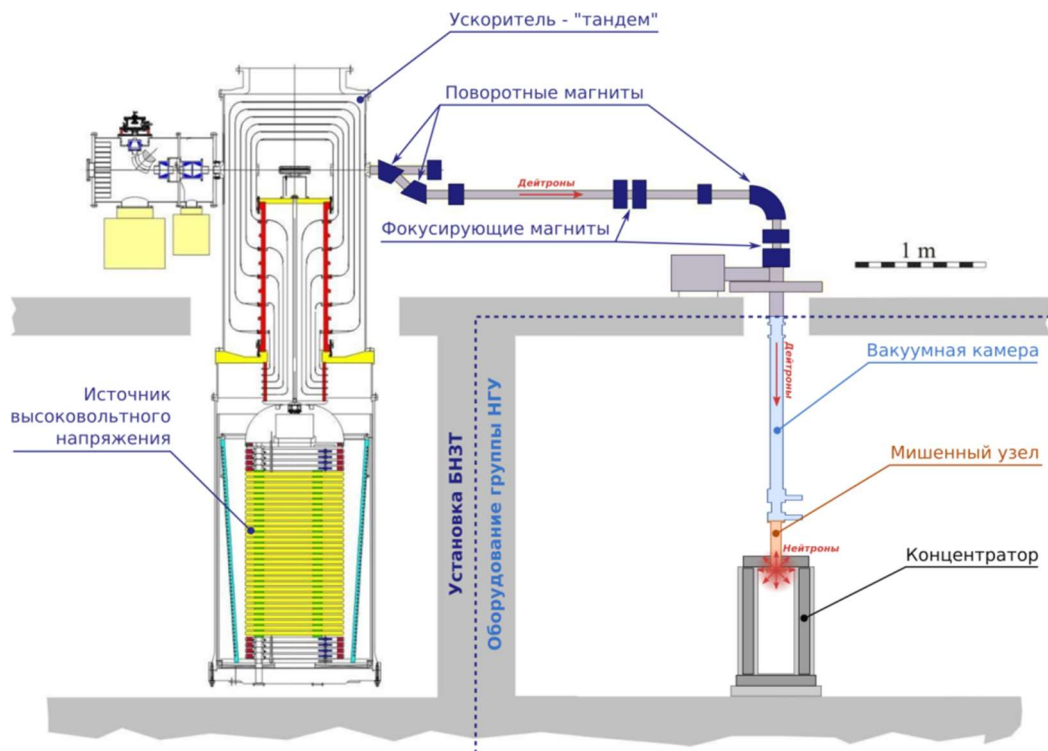 Ускоритель - "тандем"
Поворотные магниты
Дейтроны
Фокусирующие магниты
1 m
Дейтроны
Вакуумная камера
Источник
высоковольтного
напряжения
Установка БНЗТ
Оборудование группы НГУ
Мишенный узел
Нейтроны
Концентратор